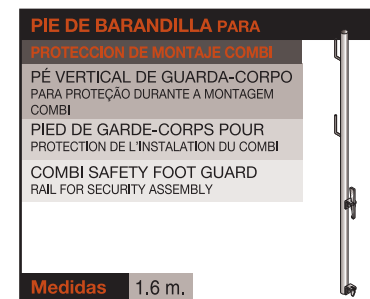 PIE DE BARANDILLA PARA
PROTECCION DE MONTAJE COMBI
PÉ VERTICAL DE GUARDA-CORPO
PARA PROTEÇÃO DURANTE A MONTAGEM
COMBI
PIED DE GARDE-CORPS POUR
PROTECTION DE L'INSTALATION DU COMBI
COMBI SAFETY FOOT GUARD
RAIL FOR SECURITY ASSEMBLY
Medidas 1.6 m.